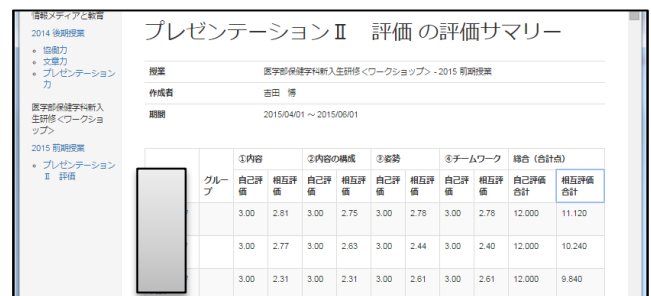 情報メディアと教育
2014 後期授業
協働力
文章力
プレゼンテーション
力
医学部保健学科新入
生研修<ワークショ
ップ>
2015 前期授業
プレゼンテーション
Ⅱ 評価
プレゼンテーションⅡ 評価 の評価サマリー
授業 医学部保健学科新入生研修<ワークショップ> - 2015 前期授業
作成者 吉田 博
期間 2015/04/01 ~ 2015/06/01
①内容 ②内容の構成 ③姿勢 ④チームワーク 総合(合計点)
グループ 自己評価 相互評価 自己評価 相互評価 自己評価 相互評価 自己評価 相互評価 自己評価合計 相互評価合計
3.00 2.81 3.00 2.75 3.00 2.78 3.00 2.78 12.000 11.120
3.00 2.77 3.00 2.63 3.00 2.44 3.00 2.40 12.000 10.240
3.00 2.31 3.00 2.31 3.00 2.61 3.00 2.61 12.000 9.840